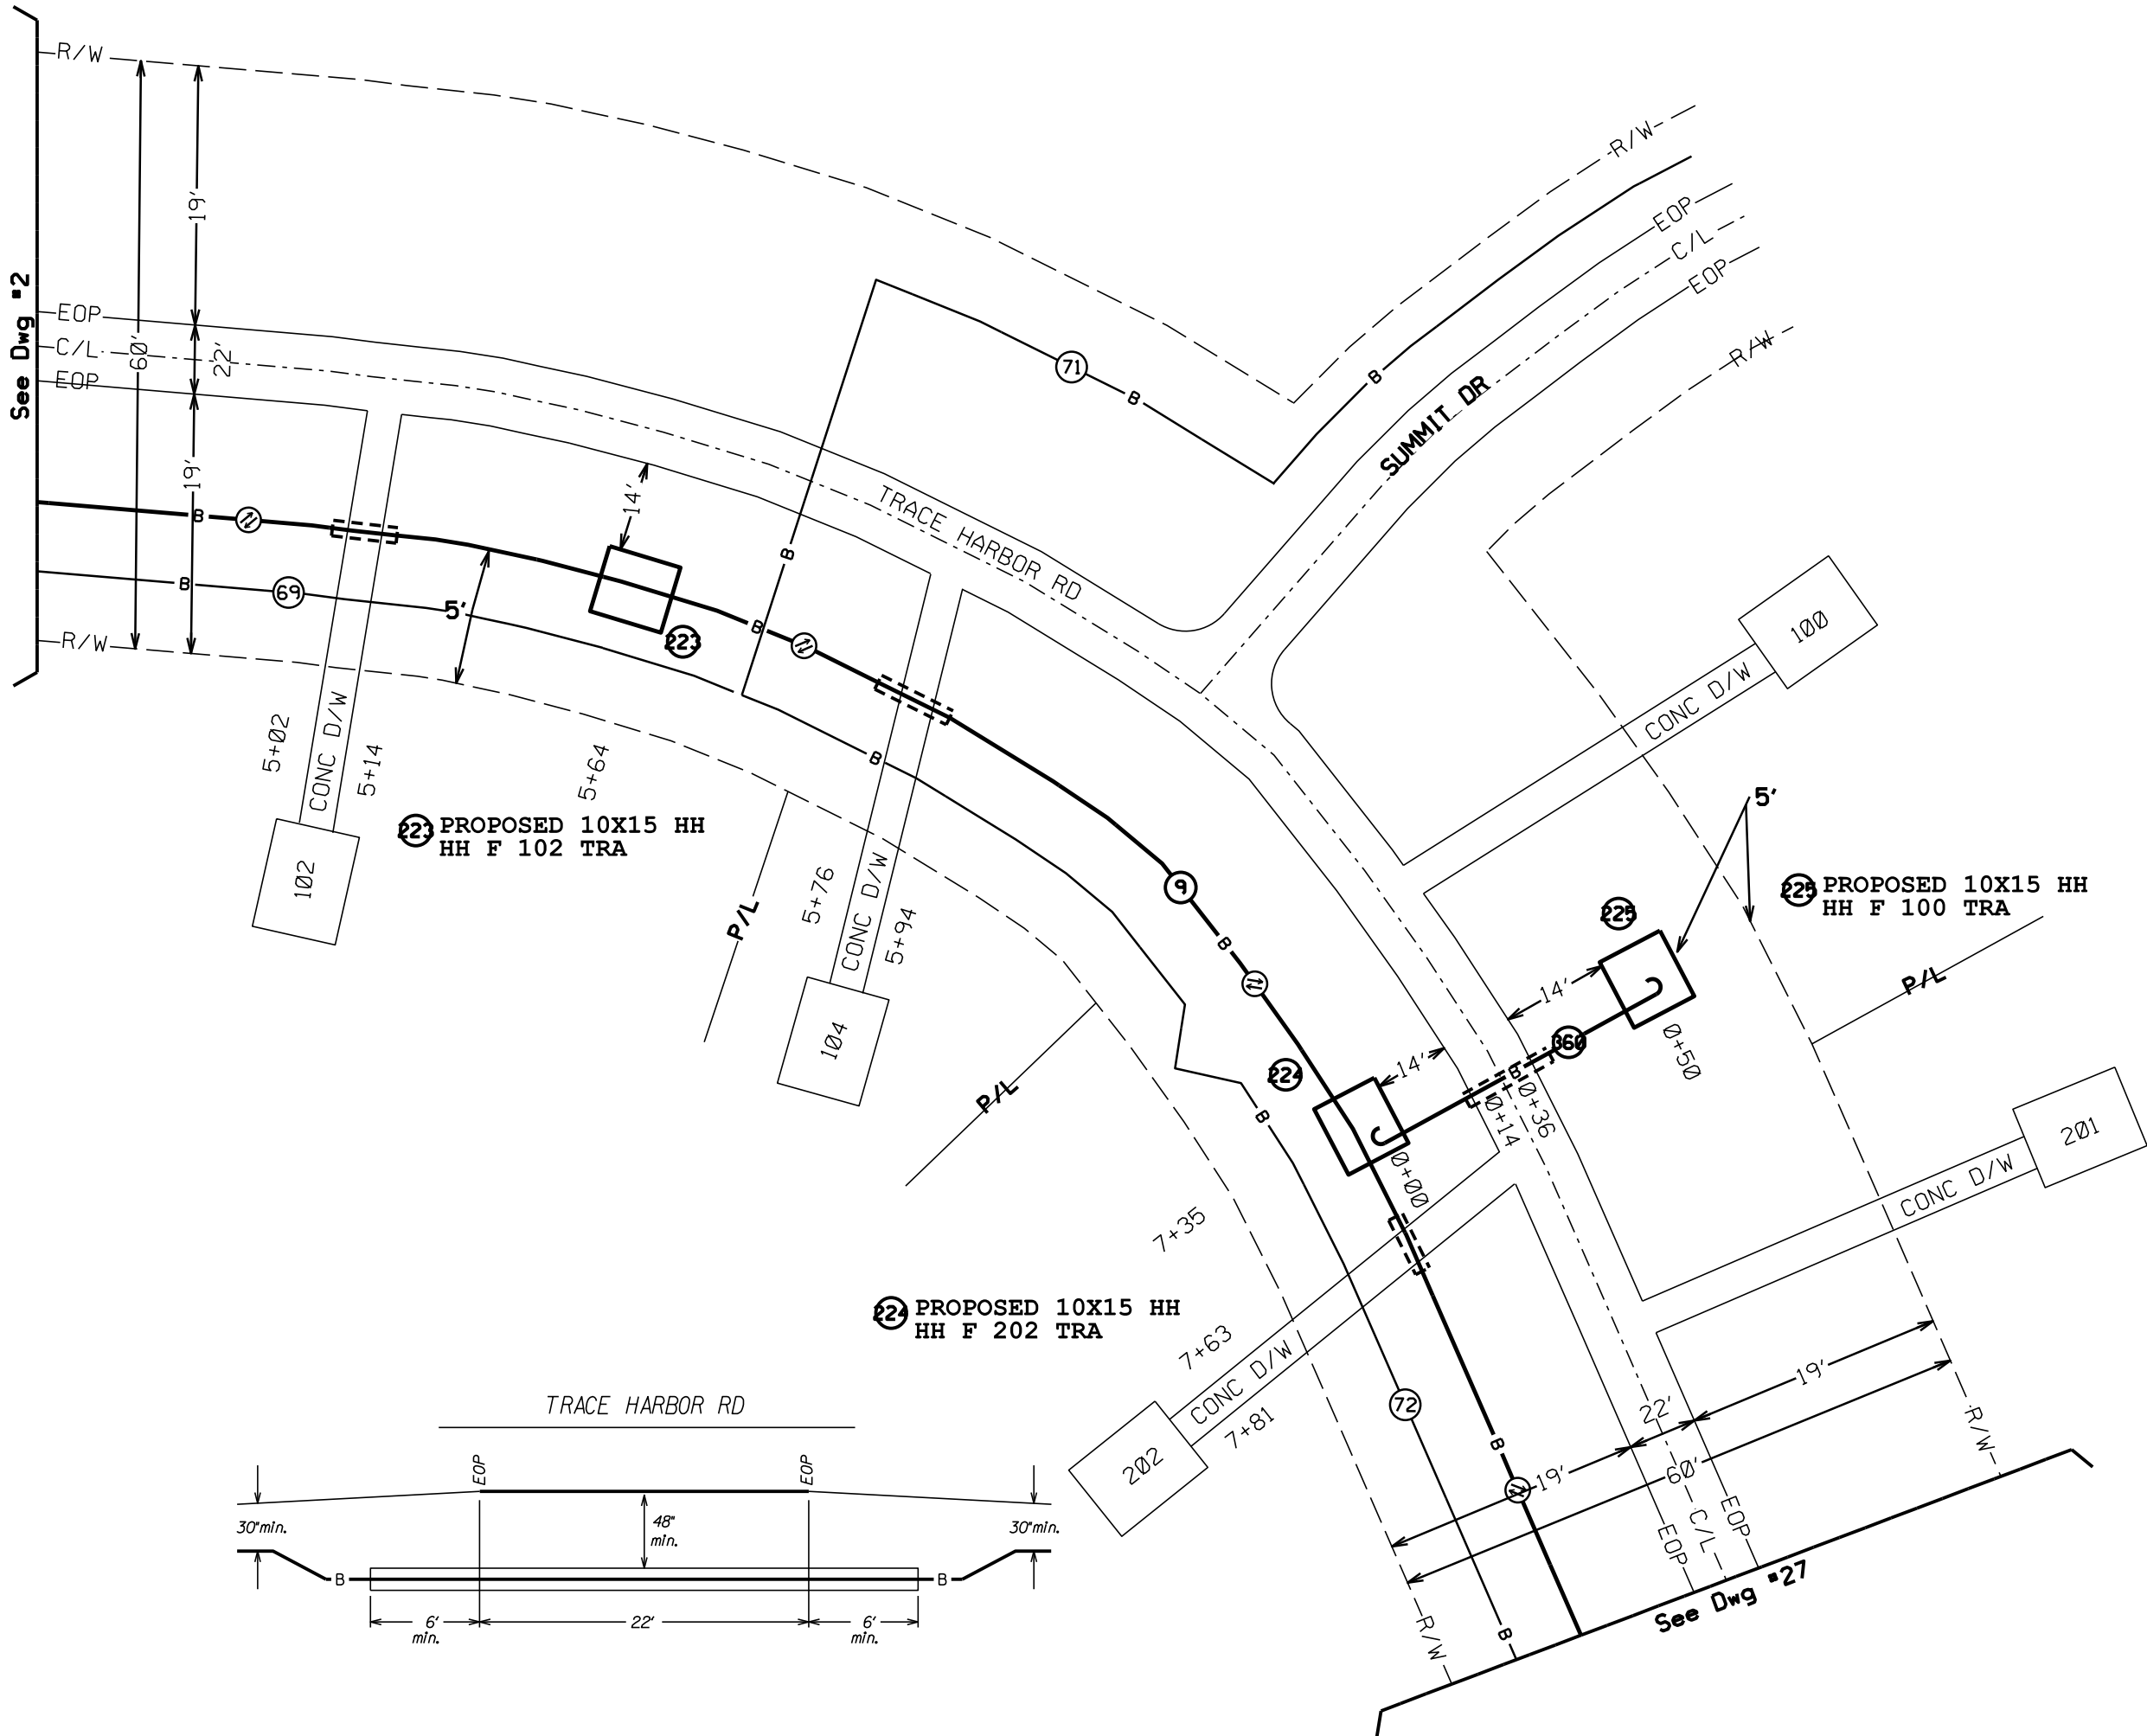 R/W
19'
See Dwg "2
EOP
C/L
60'
22'
EOP
19'
B
B
69
R/W
5'
14'
223
B
B
71
B
B
TRACE HARBOR RD
SUMMIT DR
R/W
EOP
C/L
EOP
R/W
100
CONC D/W
5+02
CONC D/W
5+14
5+64
102
223 PROPOSED 10X15 HH
HH F 102 TRA
P/L
B
5+76
CONC D/W
5+94
104
P/L
9
B
5'
225
225 PROPOSED 10X15 HH
HH F 100 TRA
14'
P/L
360
0+50
224
14'
B
0+14
0+36
0+00
B
201
CONC D/W
7+35
224 PROPOSED 10X15 HH
HH F 202 TRA
7+63
CONC D/W
7+81
202
72
B
19'
22'
19'
60'
R/W
EOP
C/L
EOP
B
R/W
See Dwg "27
TRACE HARBOR RD
EOP
EOP
30"min.
48"
min.
30"min.
B
B
6'
min.
22'
6'
min.